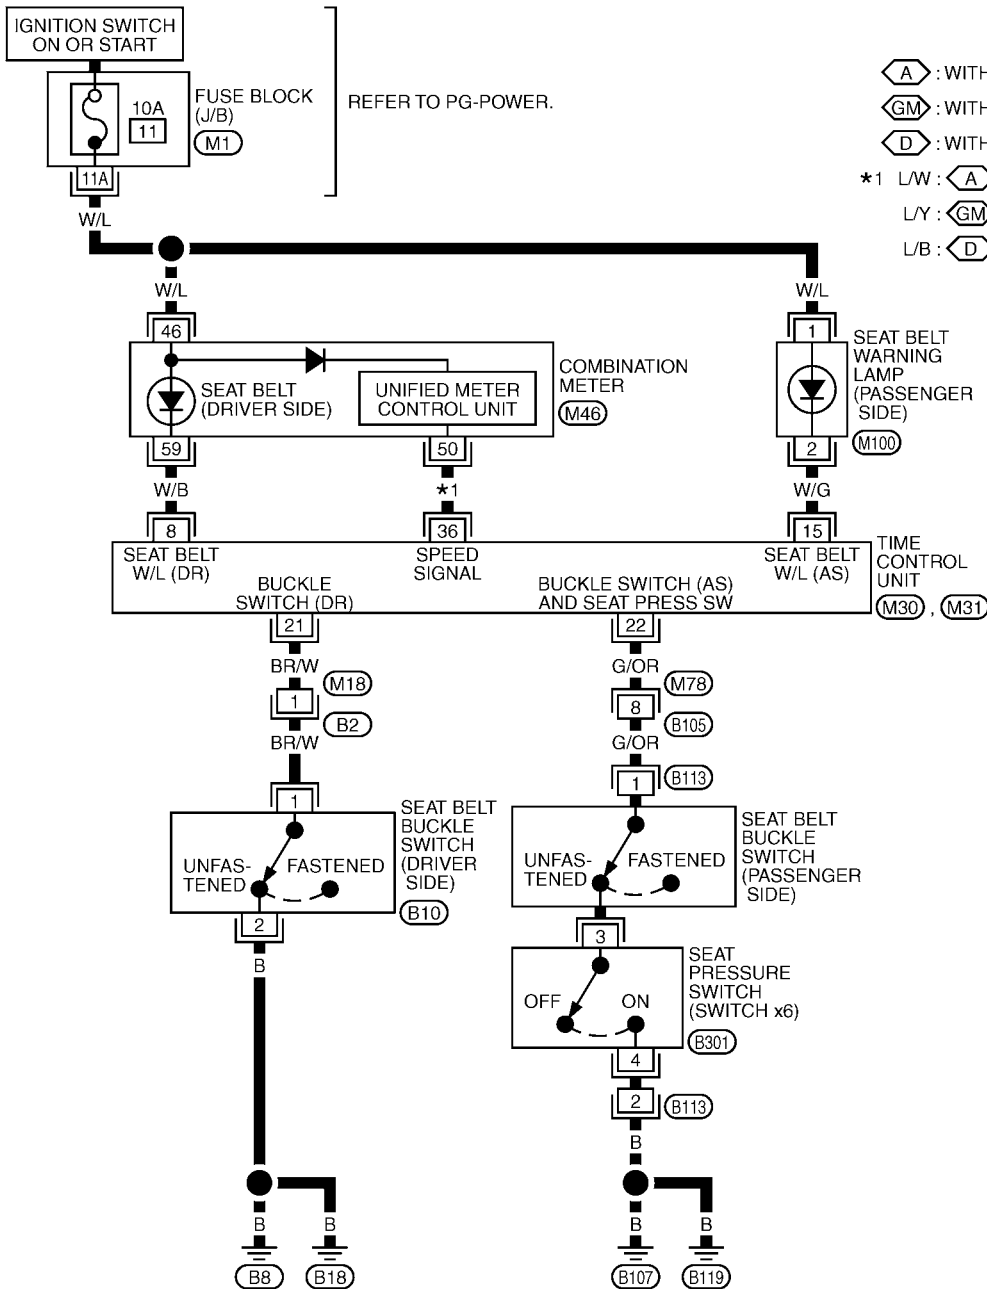 IGNITION SWITCH
ON OR START
10A
11
FUSE BLOCK
(J/B)
M1
REFER TO PG-POWER.
11A
W/L
A : WITH
GM : WITH
D : WITH
*1 L/W : A
L/Y : GM
L/B : D
W/L
W/L
46
1
SEAT BELT
(DRIVER SIDE)
UNIFIED METER
CONTROL UNIT
COMBINATION
METER
M46
SEAT BELT
WARNING
LAMP
(PASSENGER
SIDE)
M100
59
50
2
W/B
*1
W/G
8
36
15
SEAT BELT
W/L (DR)
SPEED
SIGNAL
SEAT BELT
W/L (AS)
BUCKLE
SWITCH (DR)
BUCKLE SWITCH (AS)
AND SEAT PRESS SW
TIME
CONTROL
UNIT
M30 , M31
21
22
BR/W
G/OR
M18
M78
1
8
B2
B105
BR/W
G/OR
1
B113
1
UNFAS-
TENED
FASTENED
SEAT BELT
BUCKLE
SWITCH
(DRIVER
SIDE)
B10
UNFAS-
TENED
FASTENED
SEAT BELT
BUCKLE
SWITCH
(PASSENGER
SIDE)
2
3
B
OFF
ON
SEAT
PRESSURE
SWITCH
(SWITCH x6)
B301
4
2
B113
B
B
B
B
B
B8
B18
B107
B119